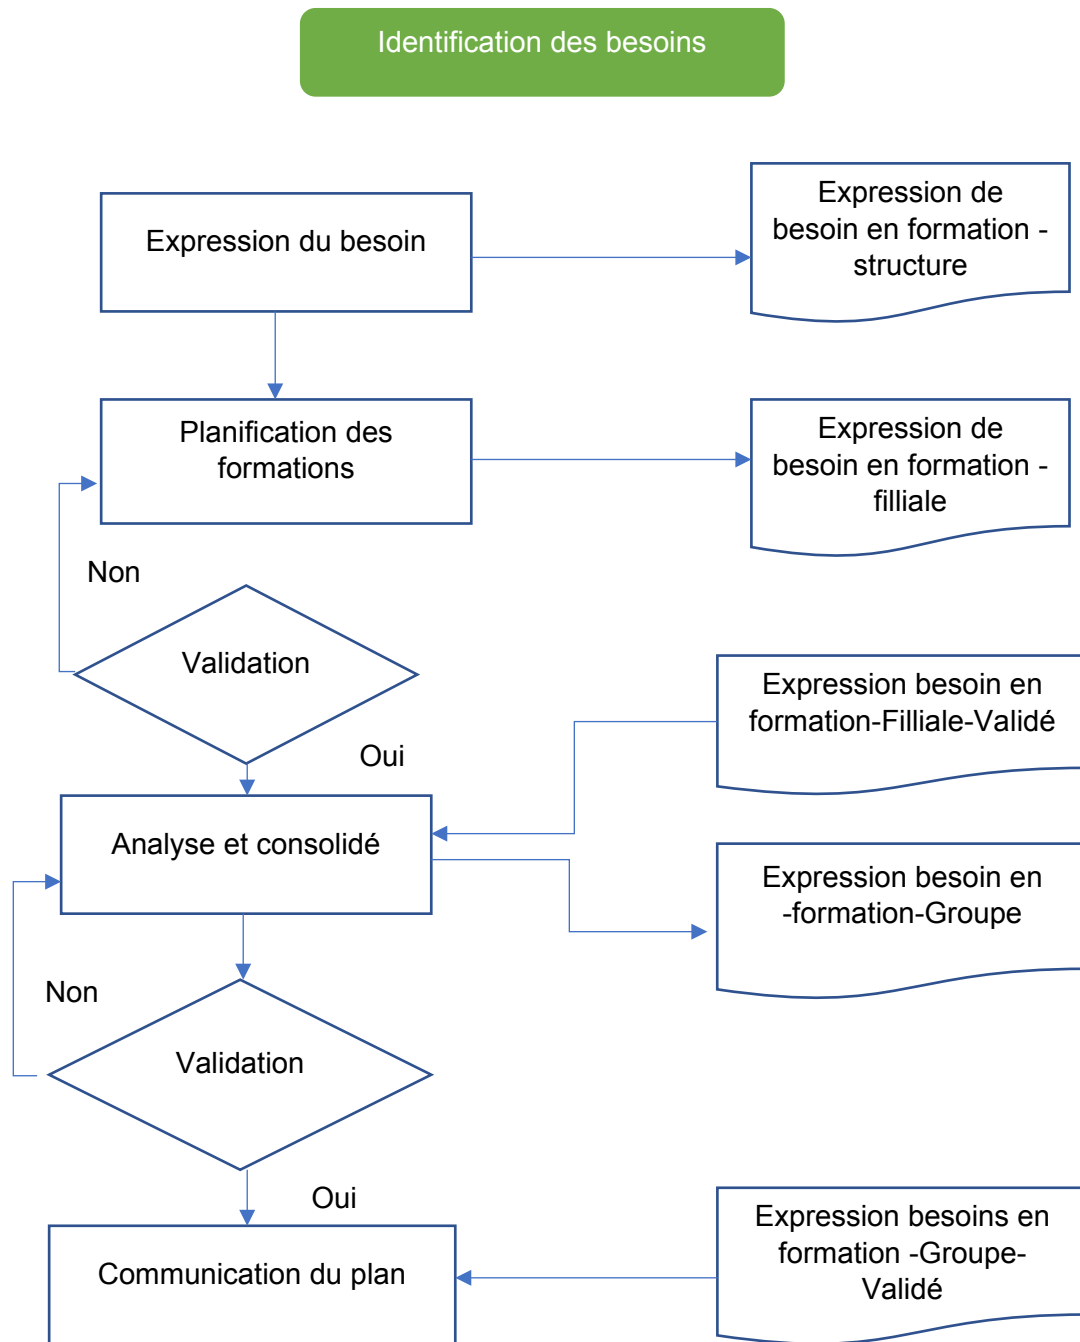 Identification des besoins
Expression du besoin
Expression de
besoin en formation -
structure
Planification des
formations
Expression de
besoin en formation -
filliale
Non
Validation
Oui
Expression besoin en
formation-Filliale-Validé
Analyse et consolidé
Expression besoin en
-formation-Groupe
Non
Validation
Oui
Communication du plan
Expression besoins en
formation -Groupe-
Validé